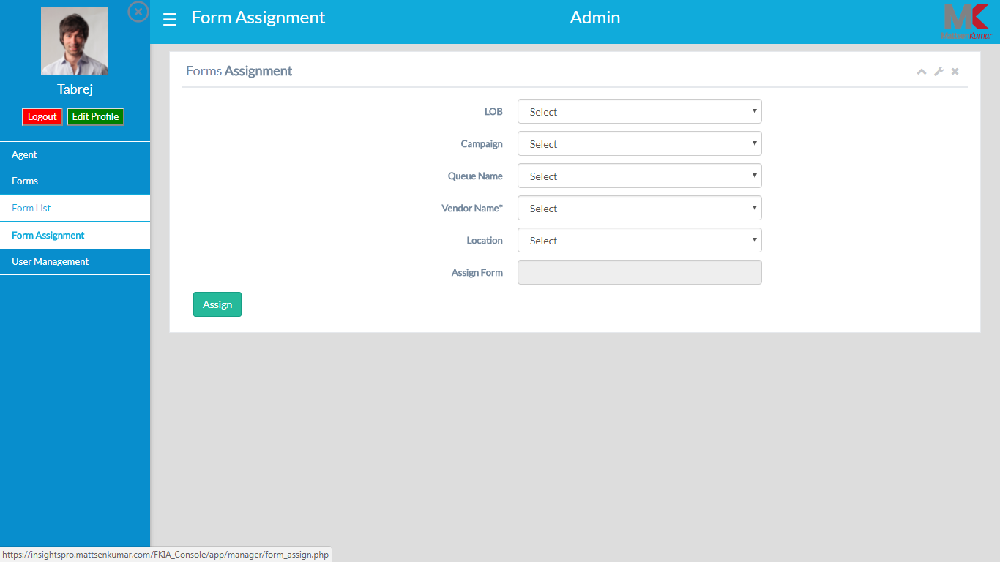 Tabrej
Logout Edit Profile
Agent
Forms
Form List
Form Assignment
User Management
Form Assignment Admin
MK
MattsenKumar
Forms Assignment
LOB Select
Campaign Select
Queue Name Select
Vendor Name* Select
Location Select
Assign Form
Assign
https://insightspro.mattsenkumar.com/FKIA_Console/app/manager/form_assign.php